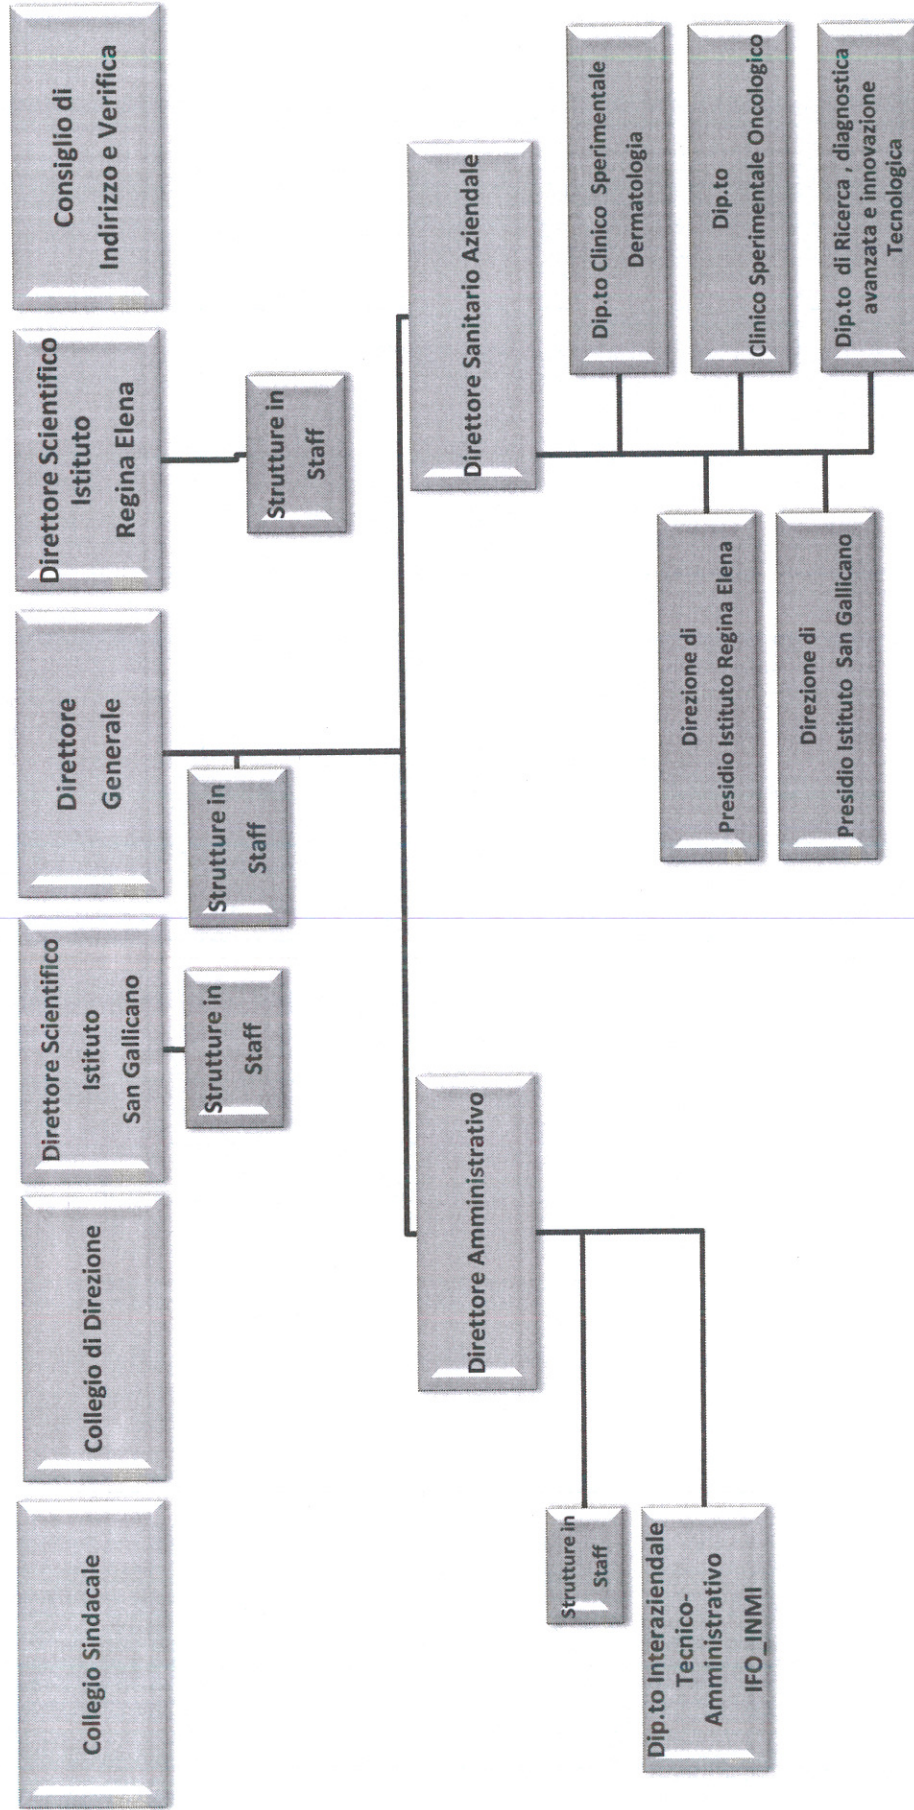 Collegio Sindacale
Collegio di Direzione
Direttore Scientifico
Istituto
San Gallicano
Direttore
Generale
Direttore Scientifico
Istituto
Regina Elena
Consiglio di
Indirizzo e Verifica
Strutture in
Staff
Strutture in
Staff
Strutture in
Staff
Direttore Amministrativo
Direttore Sanitario Aziendale
Strutture in
Staff
Dip.to Interaziendale
Tecnico-
Amministrativo
IFO_INMI
Dip.to Clinico Sperimentale
Dermatologia
Direzione di
Presidio Istituto Regina Elena
Dip.to
Clinico Sperimentale Oncologico
Direzione di
Presidio Istituto San Gallicano
Dip.to di Ricerca , diagnostica
avanzata e innovazione
Tecnologica